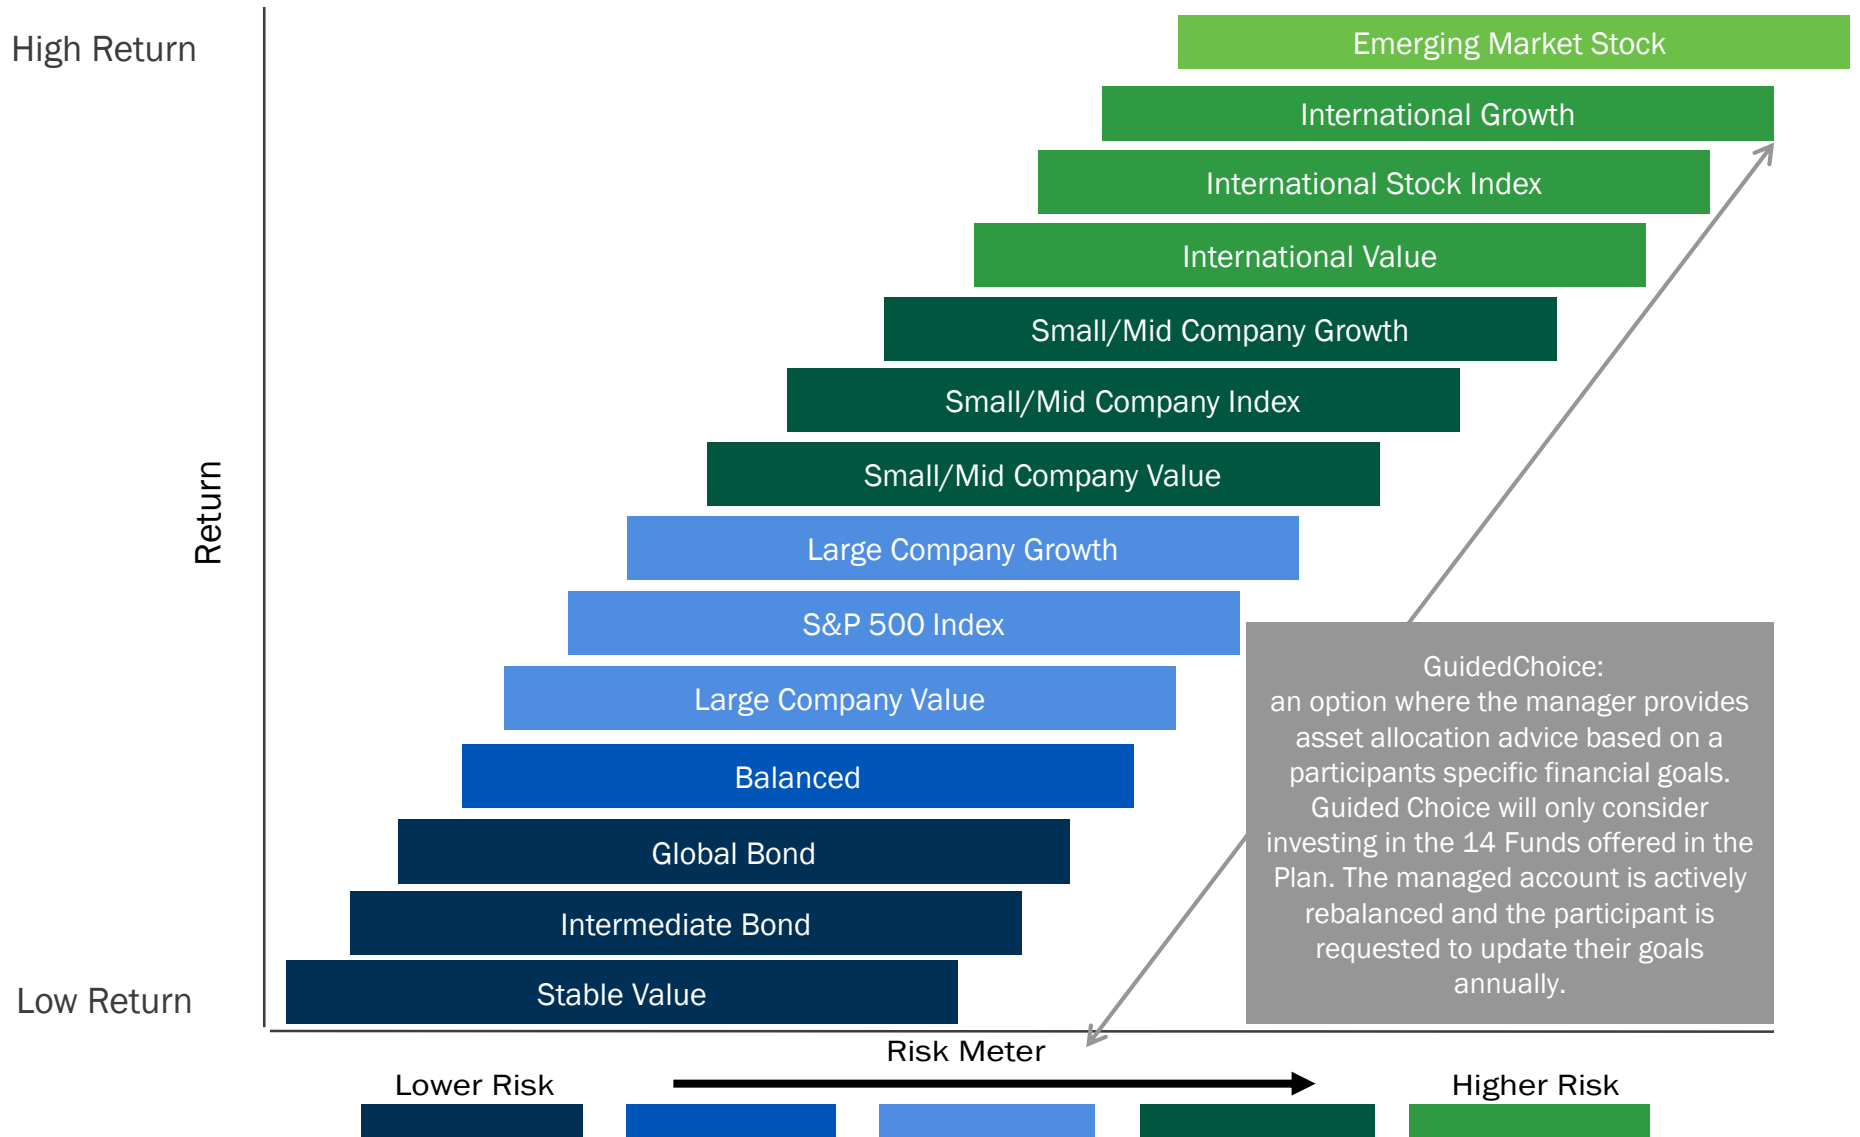 High Return
Emerging Market Stock
International Growth
International Stock Index
International Value
Small/Mid Company Growth
Small/Mid Company Index
Small/Mid Company Value
Return
Large Company Growth
S&P 500 Index
Large Company Value
Balanced
Global Bond
Intermediate Bond
Stable Value
Low Return
GuidedChoice:
an option where the manager provides
asset allocation advice based on a
participants specific financial goals.
Guided Choice will only consider
investing in the 14 Funds offered in the
Plan. The managed account is actively
rebalanced and the participant is
requested to update their goals
annually.
Risk Meter
Lower Risk
Higher Risk